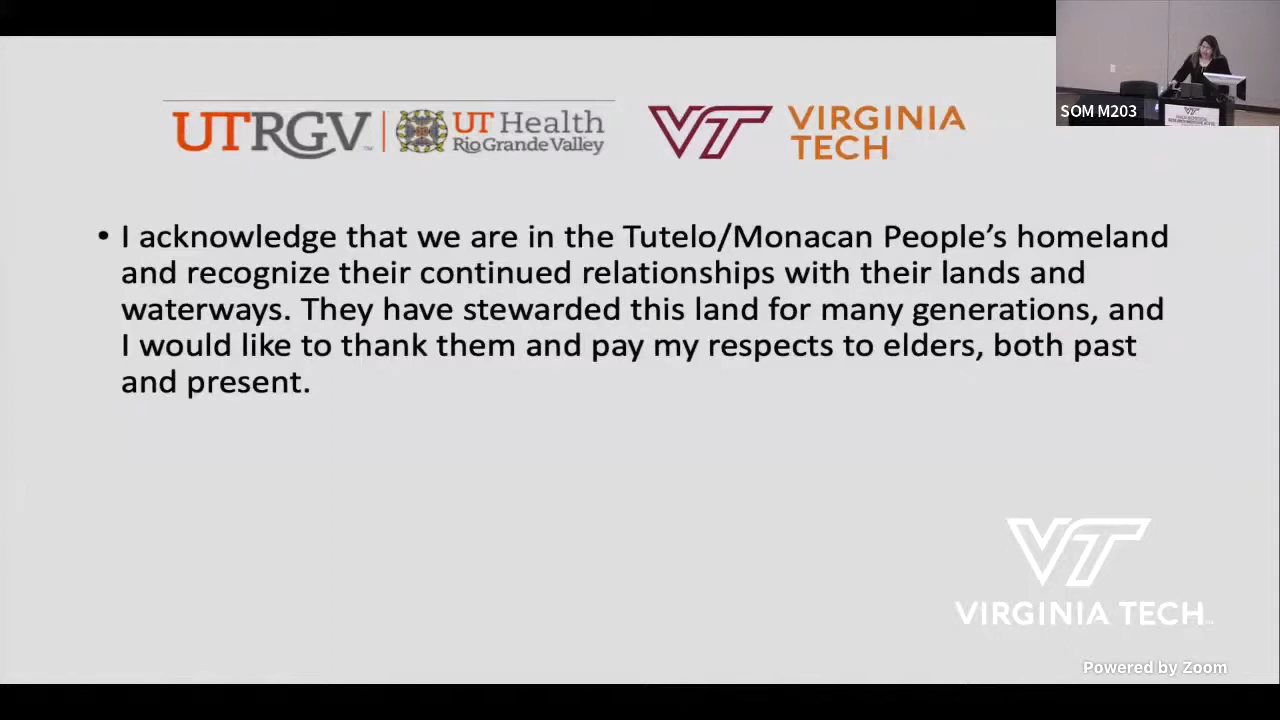 SOM M203
UTRGV™ | UT Health
Rio Grande Valley
VT VIRGINIA
TECH
• I acknowledge that we are in the Tutelo/Monacan People’s homeland
and recognize their continued relationships with their lands and
waterways. They have stewarded this land for many generations, and
I would like to thank them and pay my respects to elders, both past
and present.
VT
VIRGINIA TECH
Powered by Zoom